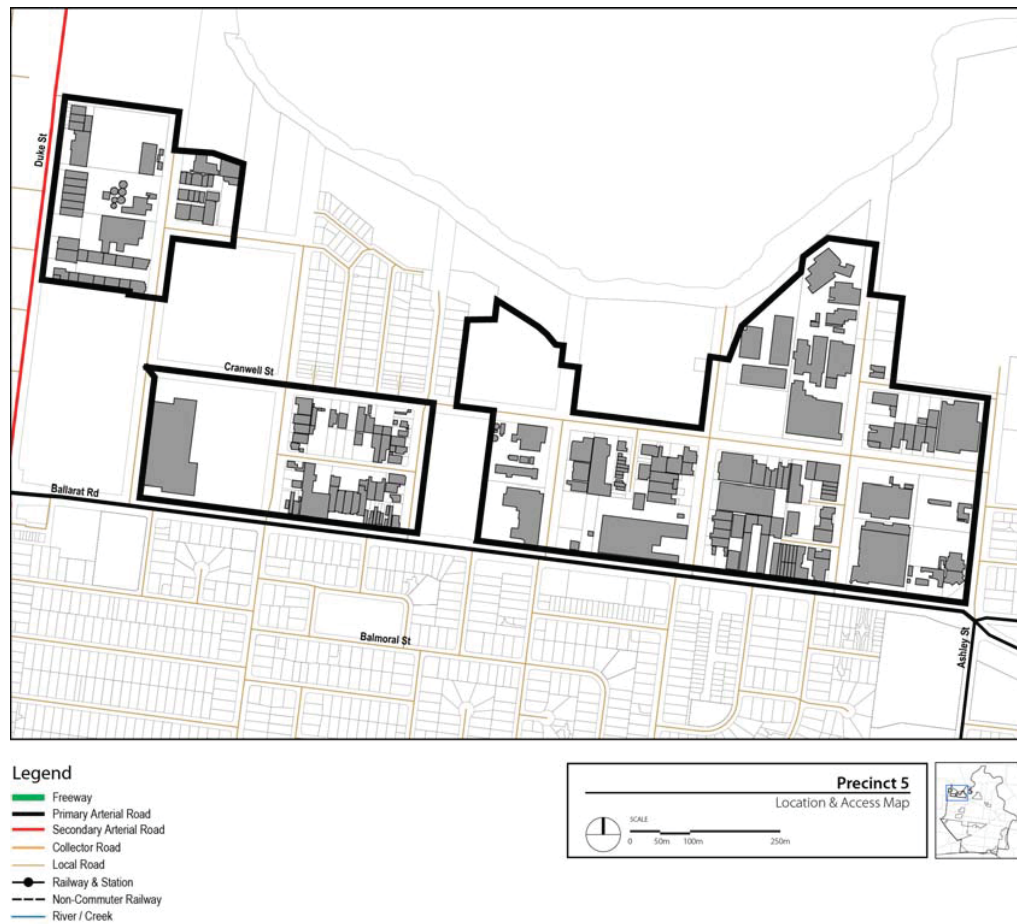 Duke St
Cranwell St
Ballarat Rd
Balmoral St
Ashley St
Legend
Freeway
Primary Arterial Road
Secondary Arterial Road
Collector Road
Local Road
Railway & Station
Non-Commuter Railway
River / Creek
Precinct 5
Location & Access Map
SCALE
0 50m 100m 250m